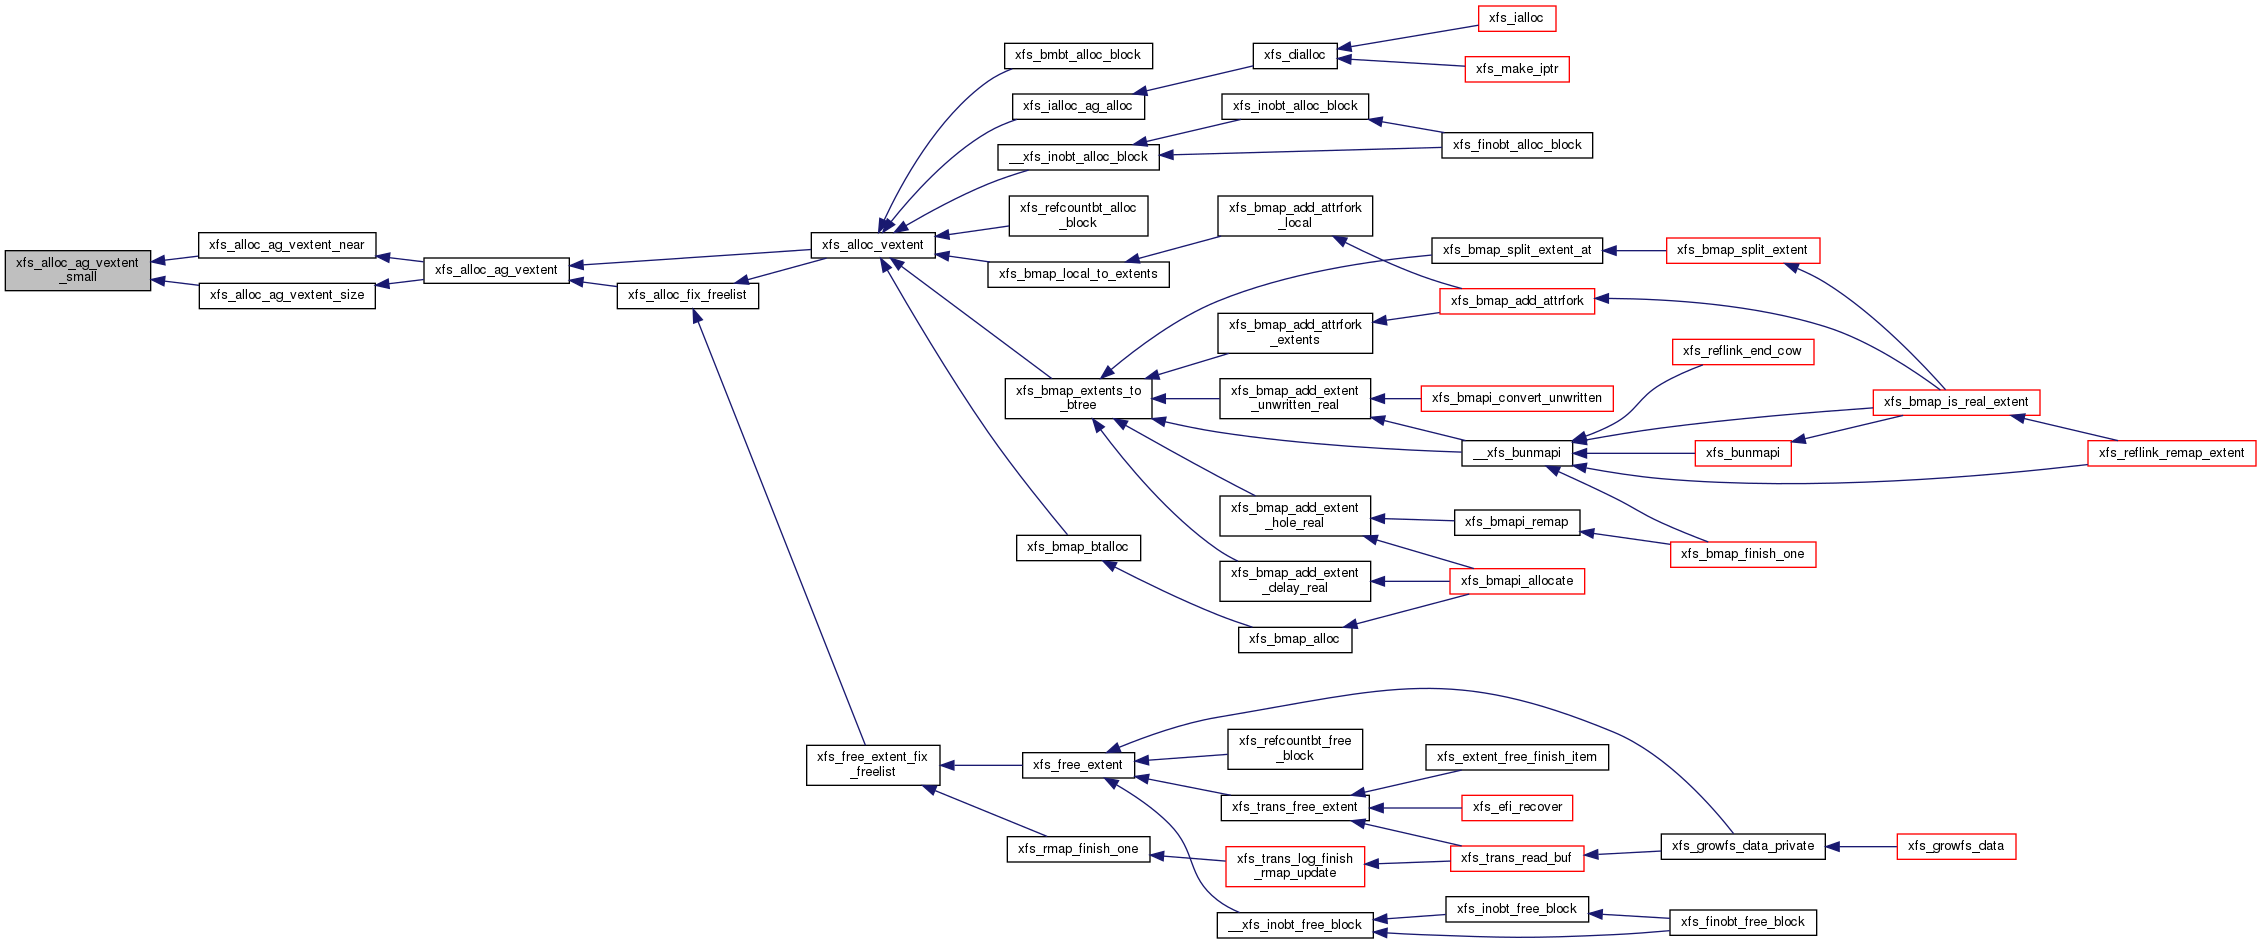 xfs_alloc_ag_vextent
_small
xfs_alloc_ag_vextent_near
xfs_alloc_ag_vextent_size
xfs_alloc_ag_vextent
xfs_alloc_fix_freelist
xfs_alloc_vextent
xfs_free_extent_fix
_freelist
xfs_bmbt_alloc_block
xfs_ialloc_ag_alloc
__xfs_inobt_alloc_block
xfs_refcountbt_alloc
_block
xfs_bmap_local_to_extents
xfs_bmap_extents_to
_btree
xfs_bmap_btalloc
xfs_free_extent
xfs_rmap_finish_one
xfs_dialloc
xfs_inobt_alloc_block
xfs_bmap_add_attrfork
_local
xfs_bmap_add_attrfork
_extents
xfs_bmap_add_extent
_unwritten_real
xfs_bmap_add_extent
_hole_real
xfs_bmap_add_extent
_delay_real
xfs_bmap_alloc
xfs_refcountbt_free
_block
xfs_trans_free_extent
xfs_trans_log_finish
_rmap_update
__xfs_inobt_free_block
xfs_ialloc
xfs_make_iptr
xfs_finobt_alloc_block
xfs_bmap_split_extent_at
xfs_bmap_add_attrfork
xfs_bmapi_convert_unwritten
__xfs_bunmapi
xfs_bmapi_remap
xfs_bmapi_allocate
xfs_extent_free_finish_item
xfs_efi_recover
xfs_trans_read_buf
xfs_inobt_free_block
xfs_bmap_split_extent
xfs_reflink_end_cow
xfs_bunmapi
xfs_bmap_finish_one
xfs_growfs_data_private
xfs_finobt_free_block
xfs_bmap_is_real_extent
xfs_growfs_data
xfs_reflink_remap_extent